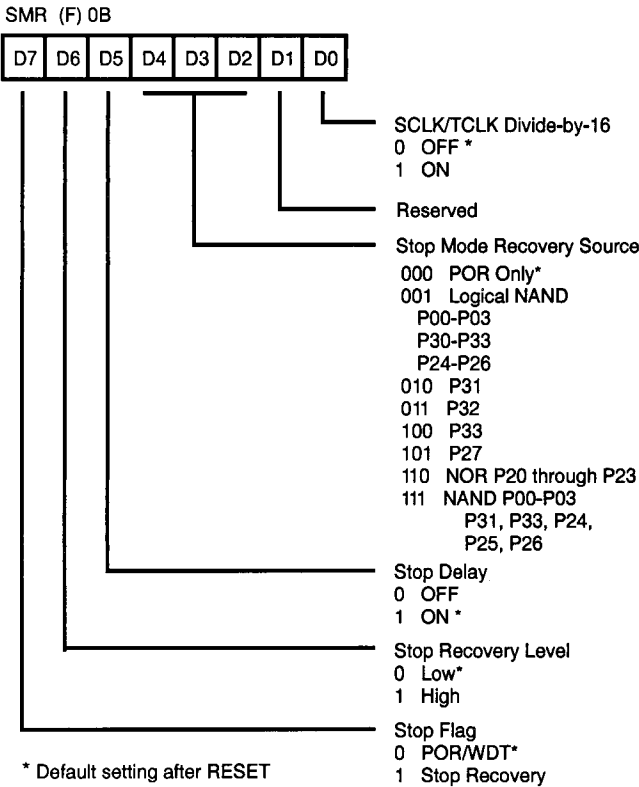 SMR (F) 0B
D7 D6 D5 D4 D3 D2 D1 D0
SCLK/TCLK Divide-by-16
0 OFF *
1 ON
Reserved
Stop Mode Recovery Source
000 POR Only*
001 Logical NAND
P00-P03
P30-P33
P24-P26
010 P31
011 P32
100 P33
101 P27
110 NOR P20 through P23
111 NAND P00-P03
P31, P33, P24,
P25, P26
Stop Delay
0 OFF
1 ON *
Stop Recovery Level
0 Low*
1 High
Stop Flag
0 POR/WDT*
1 Stop Recovery
* Default setting after RESET